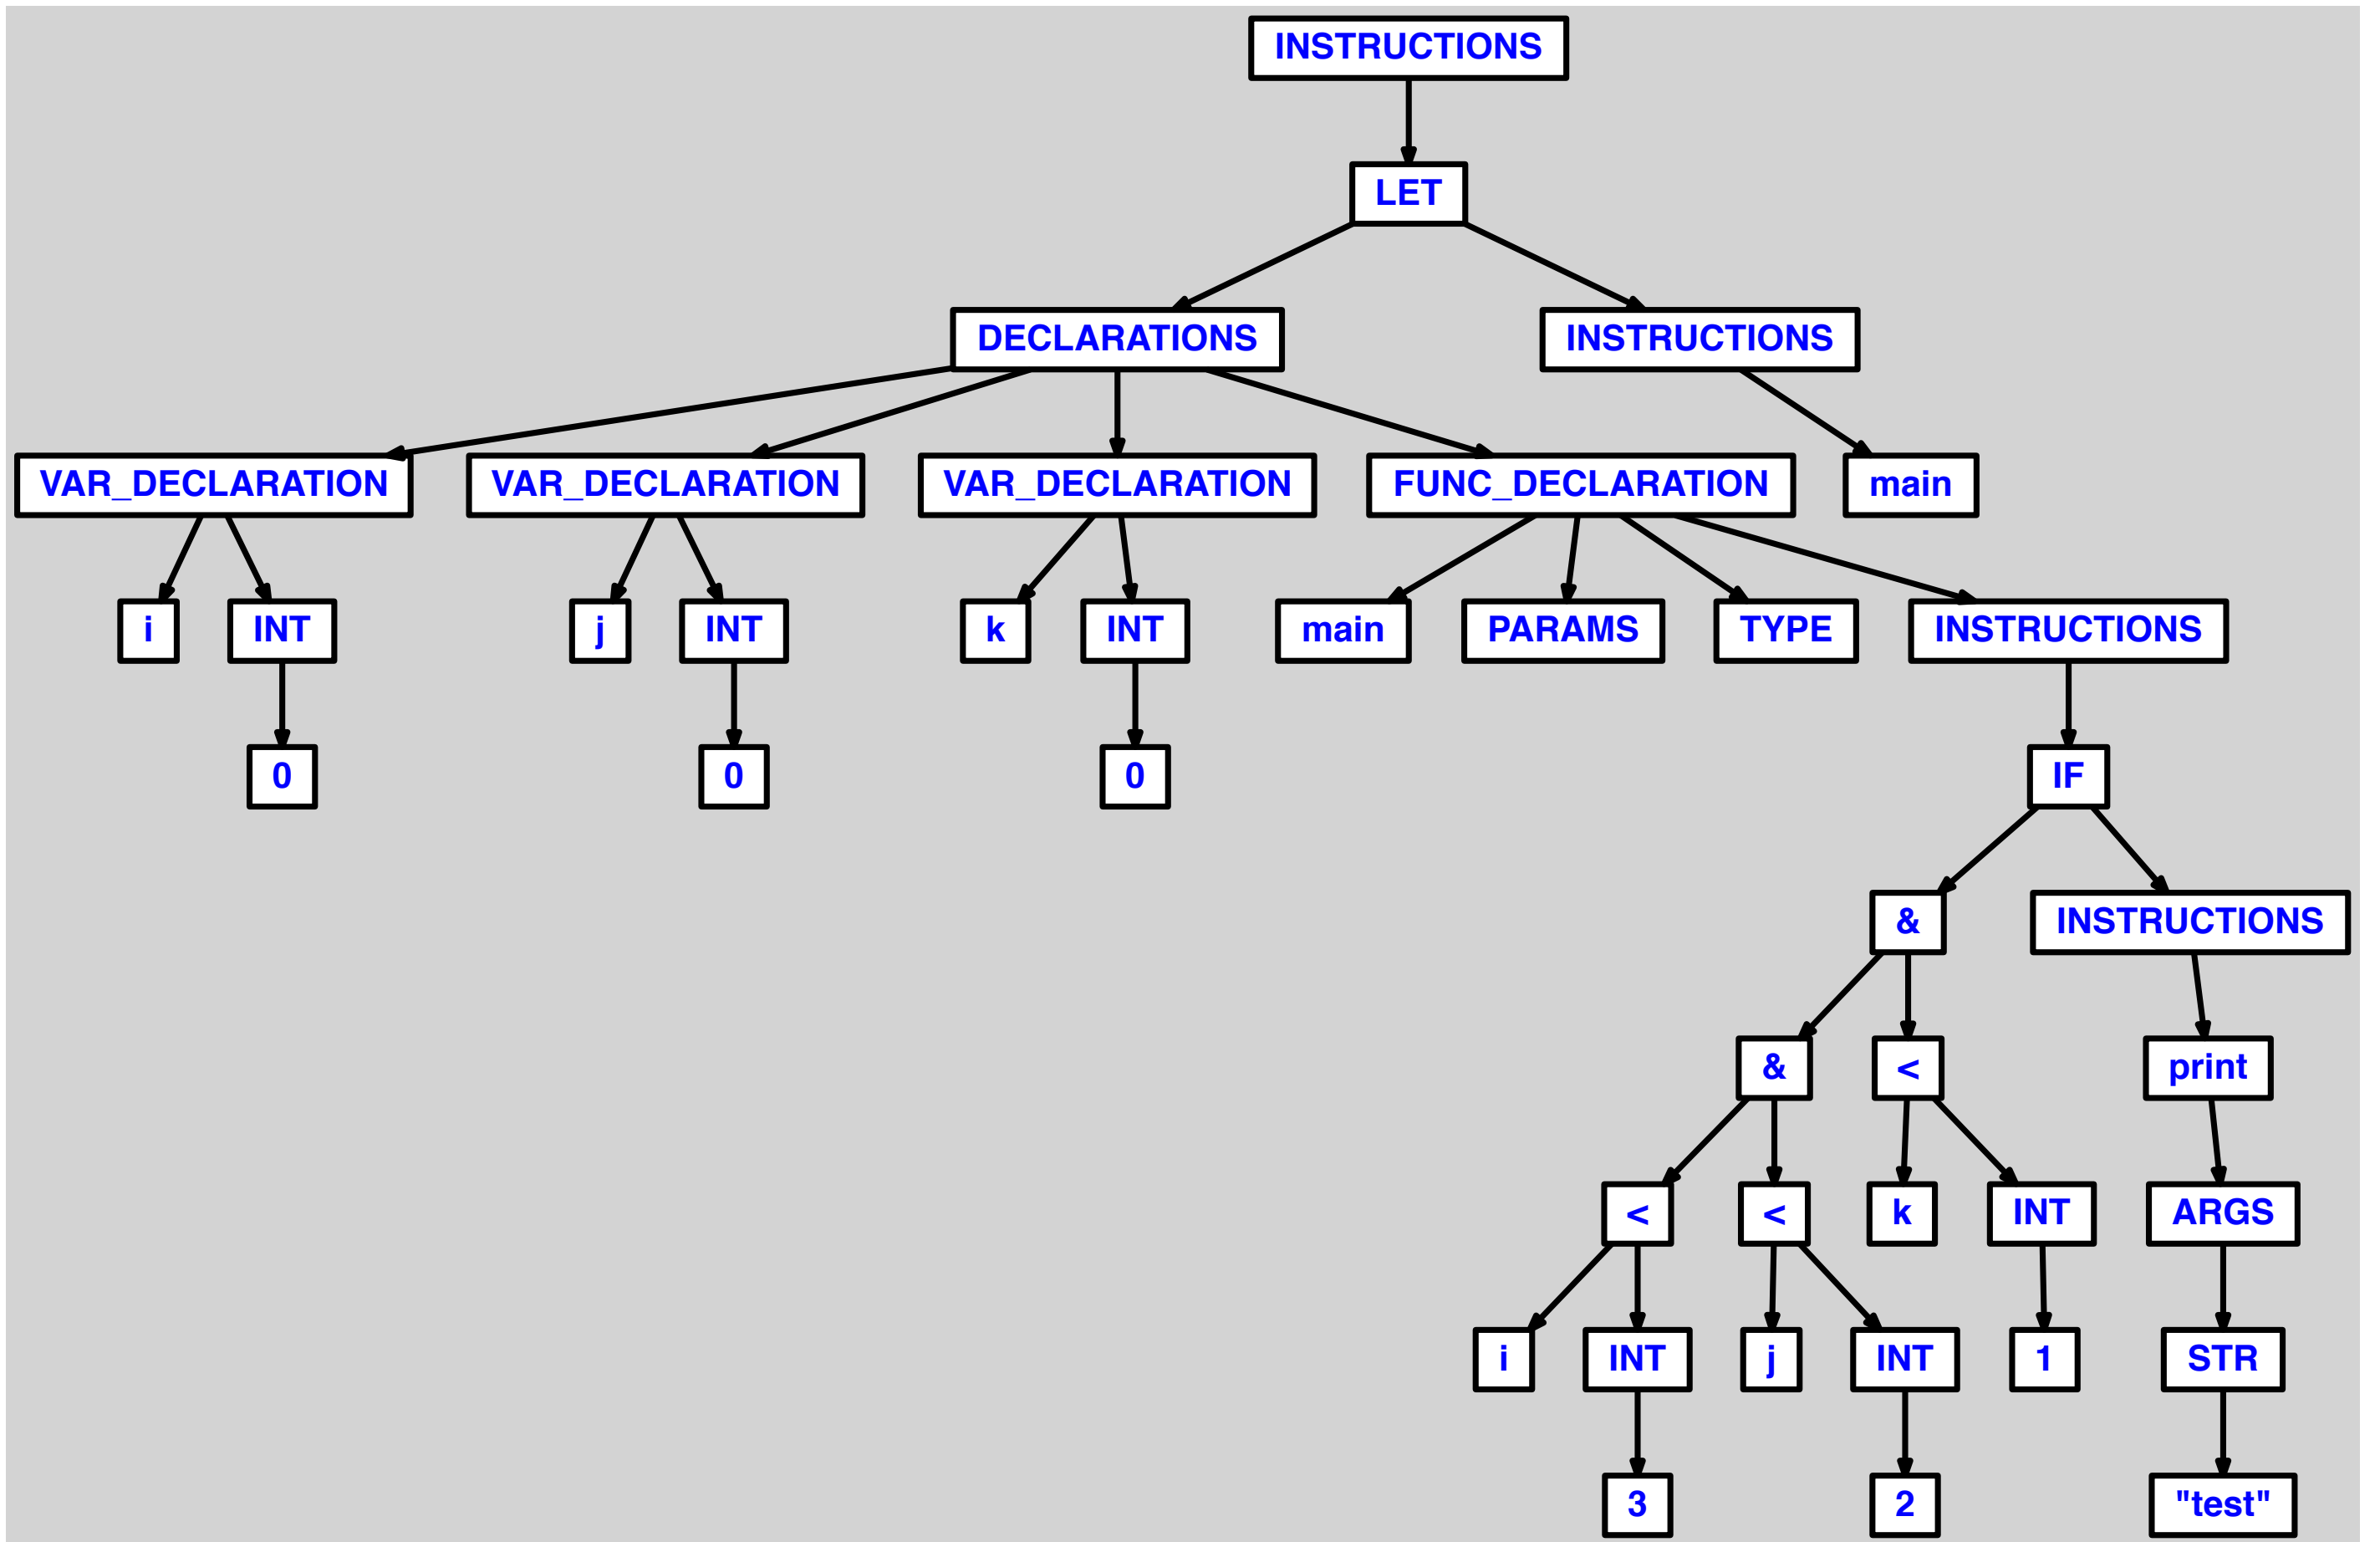 INSTRUCTIONS
LET
DECLARATIONS INSTRUCTIONS
VAR_DECLARATION VAR_DECLARATION VAR_DECLARATION FUNC_DECLARATION main
i INT j INT k INT main PARAMS TYPE INSTRUCTIONS
0 0 0 IF
& INSTRUCTIONS
& < print
< < k INT ARGS
i INT j INT 1 STR
3 2 "test"